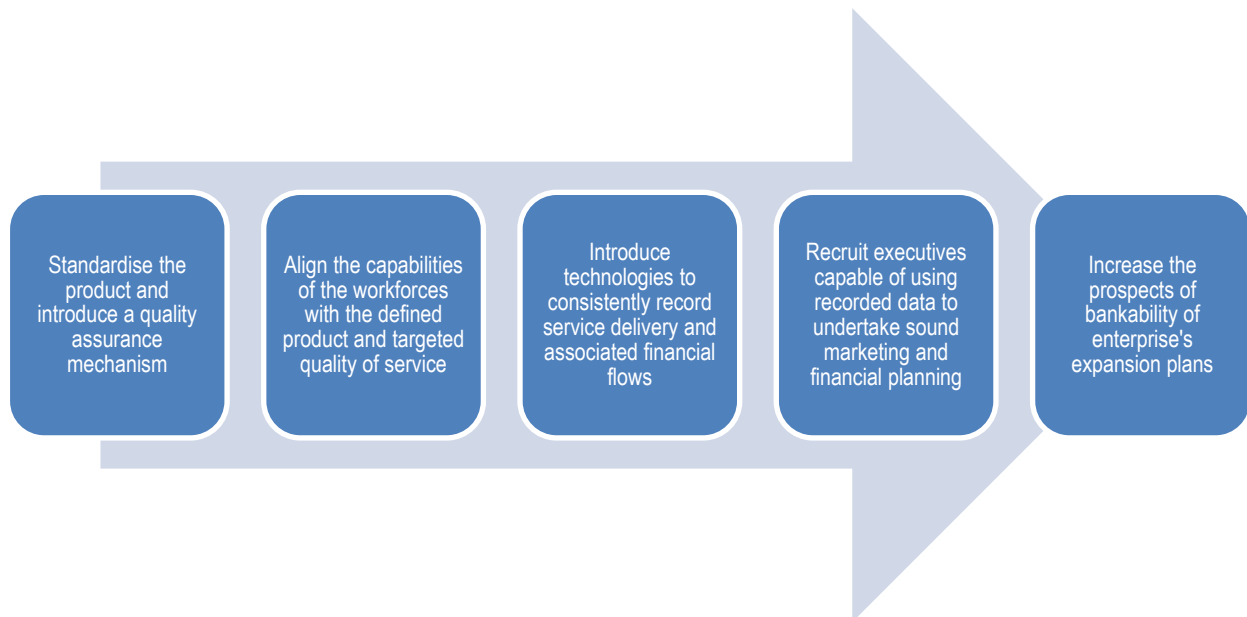 Standardise the
product and
introduce a quality
assurance
mechanism
Align the capabilities
of the workforces
with the defined
product and targeted
quality of service
Introduce
technologies to
consistently record
service delivery and
associated financial
flows
Recruit executives
capable of using
recorded data to
undertake sound
marketing and
financial planning
Increase the
prospects of
bankability of
enterprise's
expansion plans